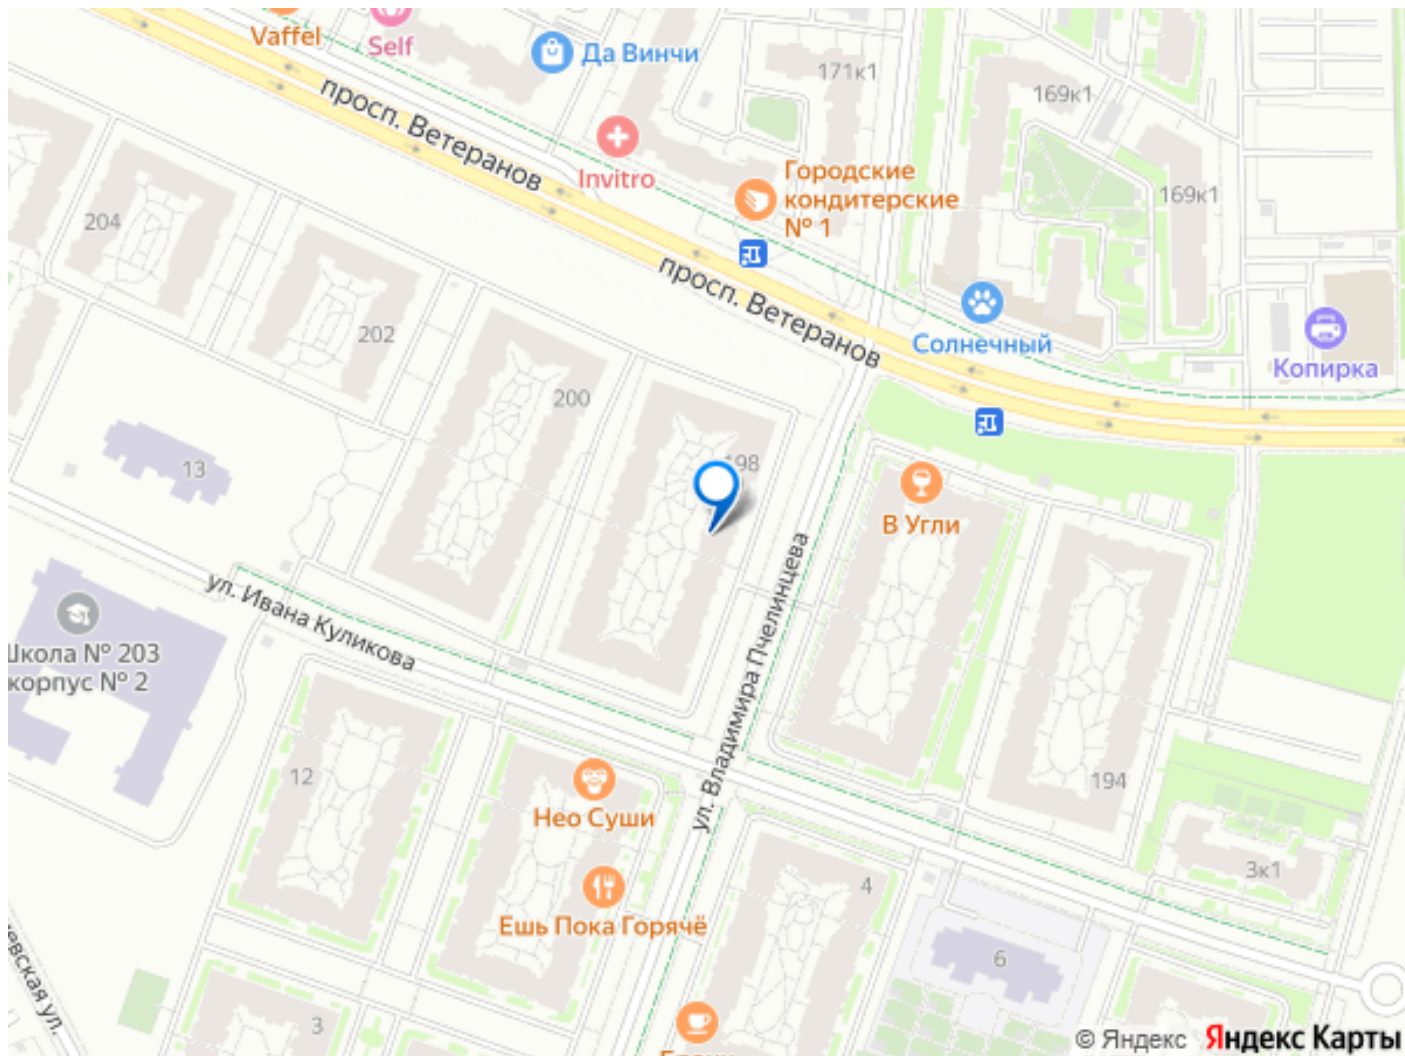 Vaffel
Self
Да Винчи
171к1
169к1
просп. Ветеранов
Invitro
Городские
кондитерские
№ 1
169к1
204
просп. Ветеранов
202
Солнечный
Копирка
200
198
13
В Угли
ул. Ивана Куликова
ул. Владимира Пчелинцева
Школа № 203
корпус № 2
12
194
Нео Суши
3к1
4
Ешь Пока Горячё
6
3
© Яндекс Яндекс Карты